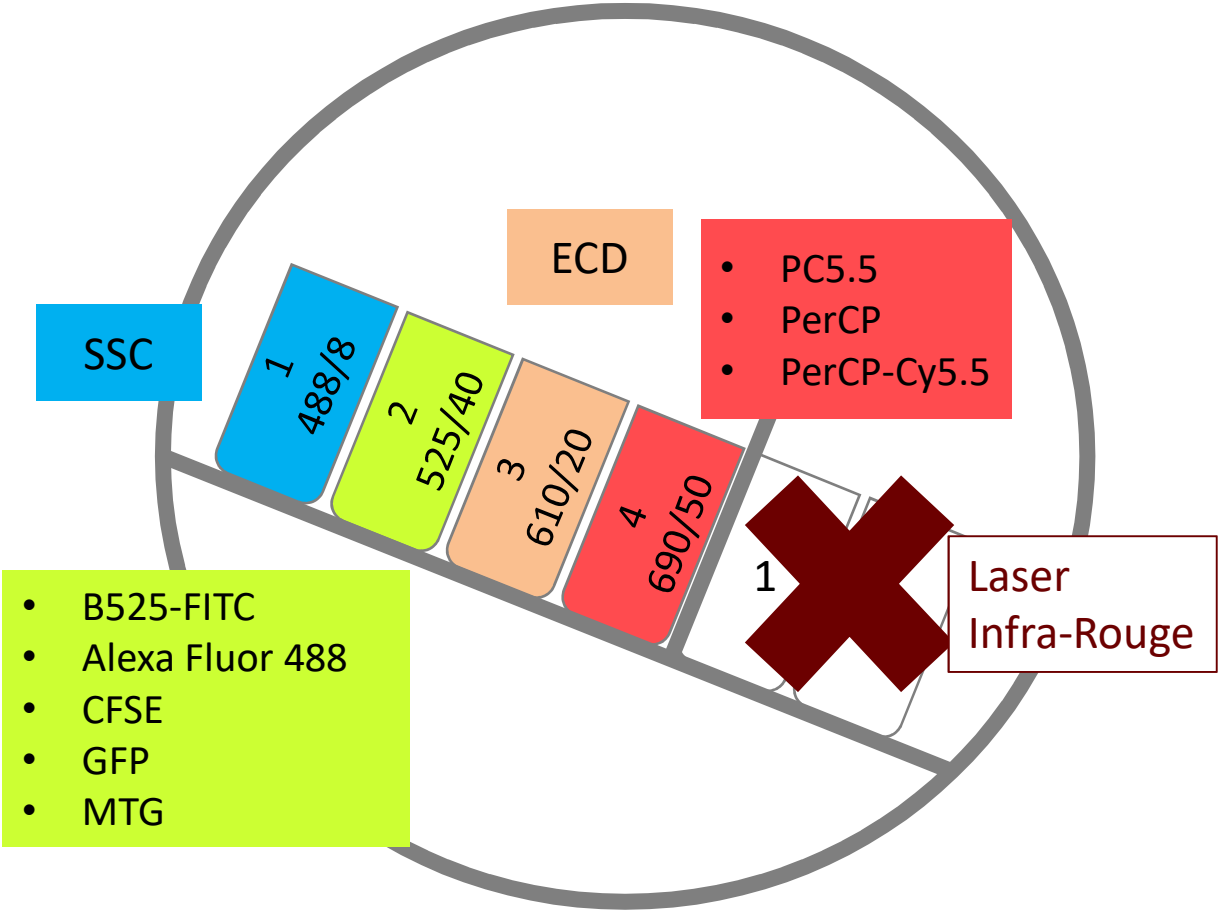 ECD
• PC5.5
• PerCP
• PerCP-Cy5.5
SSC
1
488/8
2
525/40
3
610/20
4
690/50
1
Laser
Infra-Rouge
• B525-FITC
• Alexa Fluor 488
• CFSE
• GFP
• MTG